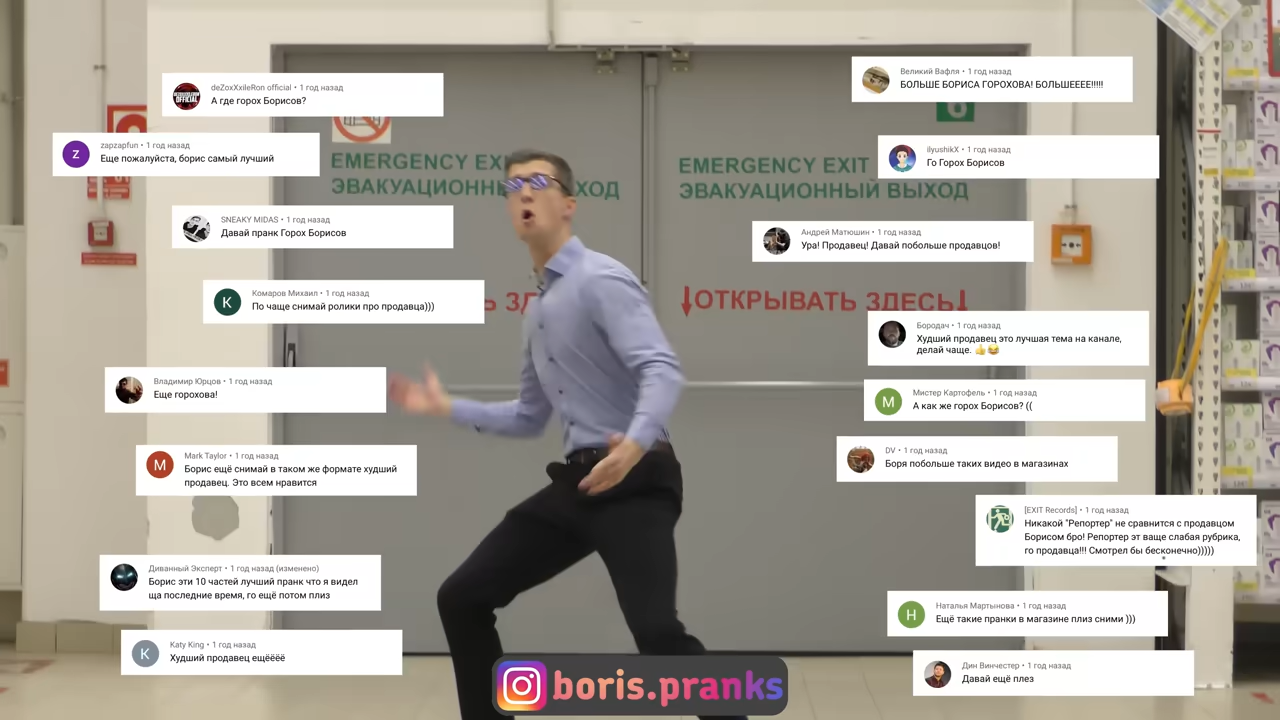 deZoxXxileRon official • 1 год назад
А где горох Борисов?
zapzapfun • 1 год назад
Еще пожалуйста, борис самый лучший
SNEAKY MIDAS • 1 год назад
Давай пранк Горох Борисов
Комаров Михаил • 1 год назад
По чаще снимай ролики про продавца)))
Владимир Юрцов • 1 год назад
Еще горохова!
Mark Taylor • 1 год назад
Борис ещё снимай в таком же формате худший
продавец. Это всем нравится
Диванный Эксперт • 1 год назад (изменено)
Борис эти 10 частей лучший пранк что я видел
ща последние время, го ещё потом плиз
Katy King • 1 год назад
Худший продавец ещёёёё
EMERGENCY EXIT
ЭВАКУАЦИОННЫЙ ВЫХОД
↓ОТКРЫВАТЬ ЗДЕСЬ↓
boris.pranks
Великий Вафля • 1 год назад
БОЛЬШЕ БОРИСА ГОРОХОВА! БОЛЬШЕЕЕЕ!!!!!
ilyushikX • 1 год назад
Го Горох Борисов
Андрей Матюшин • 1 год назад
Ура! Продавец! Давай побольше продавцов!
Бородач • 1 год назад
Худший продавец это лучшая тема на канале,
делай чаще. 👍😂
Мистер Картофель • 1 год назад
А как же горох Борисов? ((
DV • 1 год назад
Боря побольше таких видео в магазинах
[EXIT Records] • 1 год назад
Никакой "Репортер" не сравнится с продавцом
Борисом бро! Репортер эт ваще слабая рубрика,
го продавца!!! Смотрел бы бесконечно)))))
Наталья Мартынова • 1 год назад
Ещё такие пранки в магазине плиз сними )))
Дин Винчестер • 1 год назад
Давай ещё плез